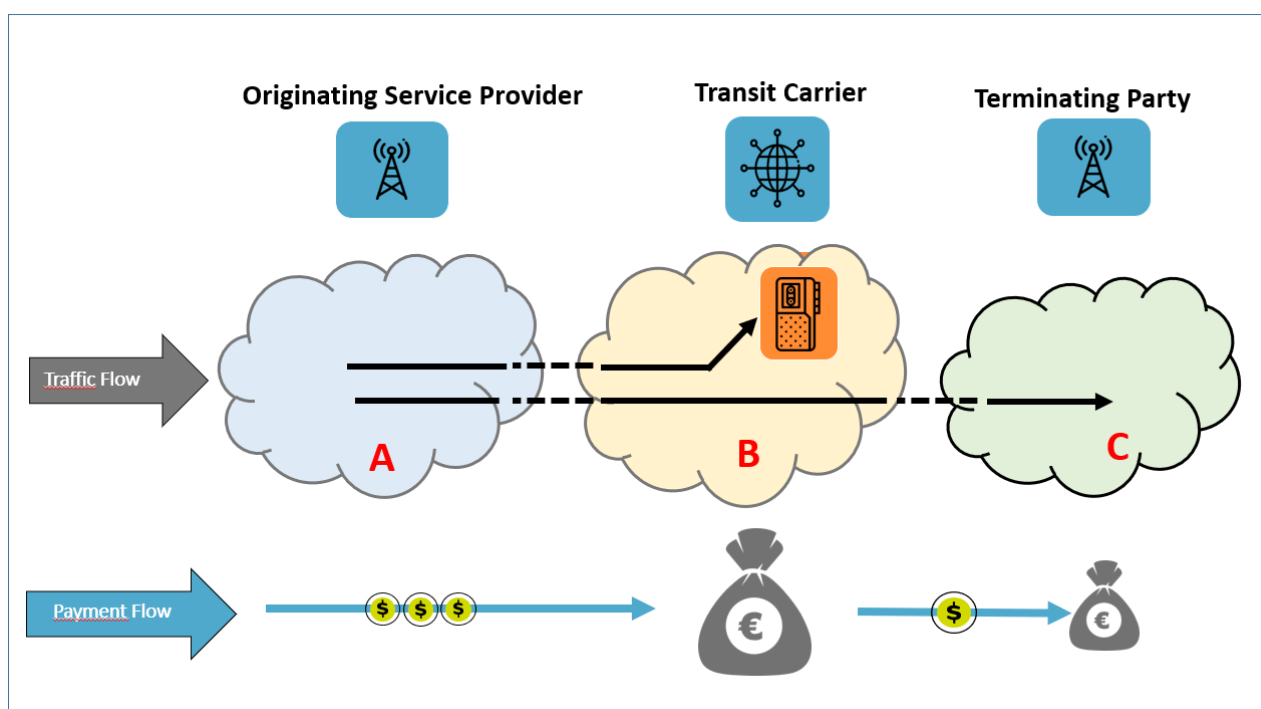 Originating Service Provider
Transit Carrier
Terminating Party
Traffic Flow
A
B
C
Payment Flow
$ $ $
€
$
€